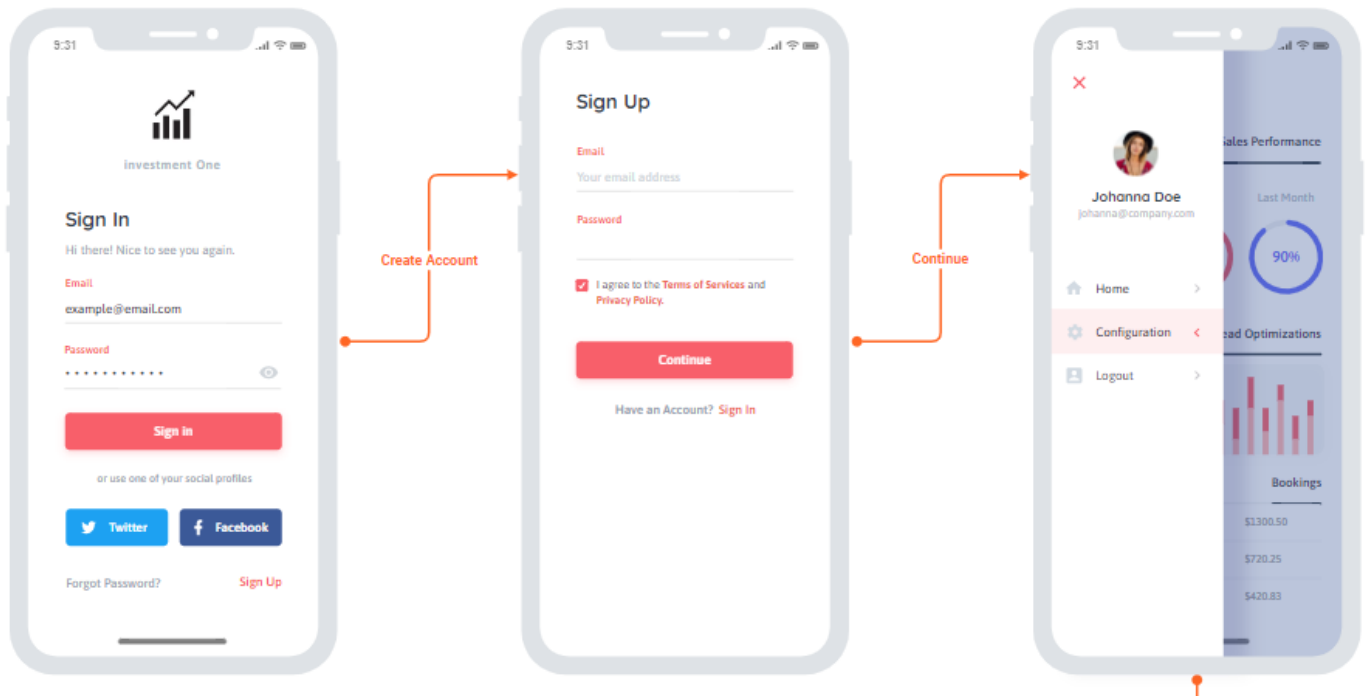 9:31
investment One
Sign In
Hi there! Nice to see you again.
Email
example@email.com
Password
Sign in
or use one of your social profiles
Twitter
Facebook
Forgot Password?
Sign Up
Create Account
9:31
Sign Up
Email
Your email address
Password
I agree to the Terms of Services and
Privacy Policy.
Continue
Have an Account? Sign In
Continue
9:31
Johanna Doe
johanna@company.com
Home
Configuration
Logout
Performance
Last Month
90%
Optimizations
Bookings
$1300.50
$720.25
$420.83